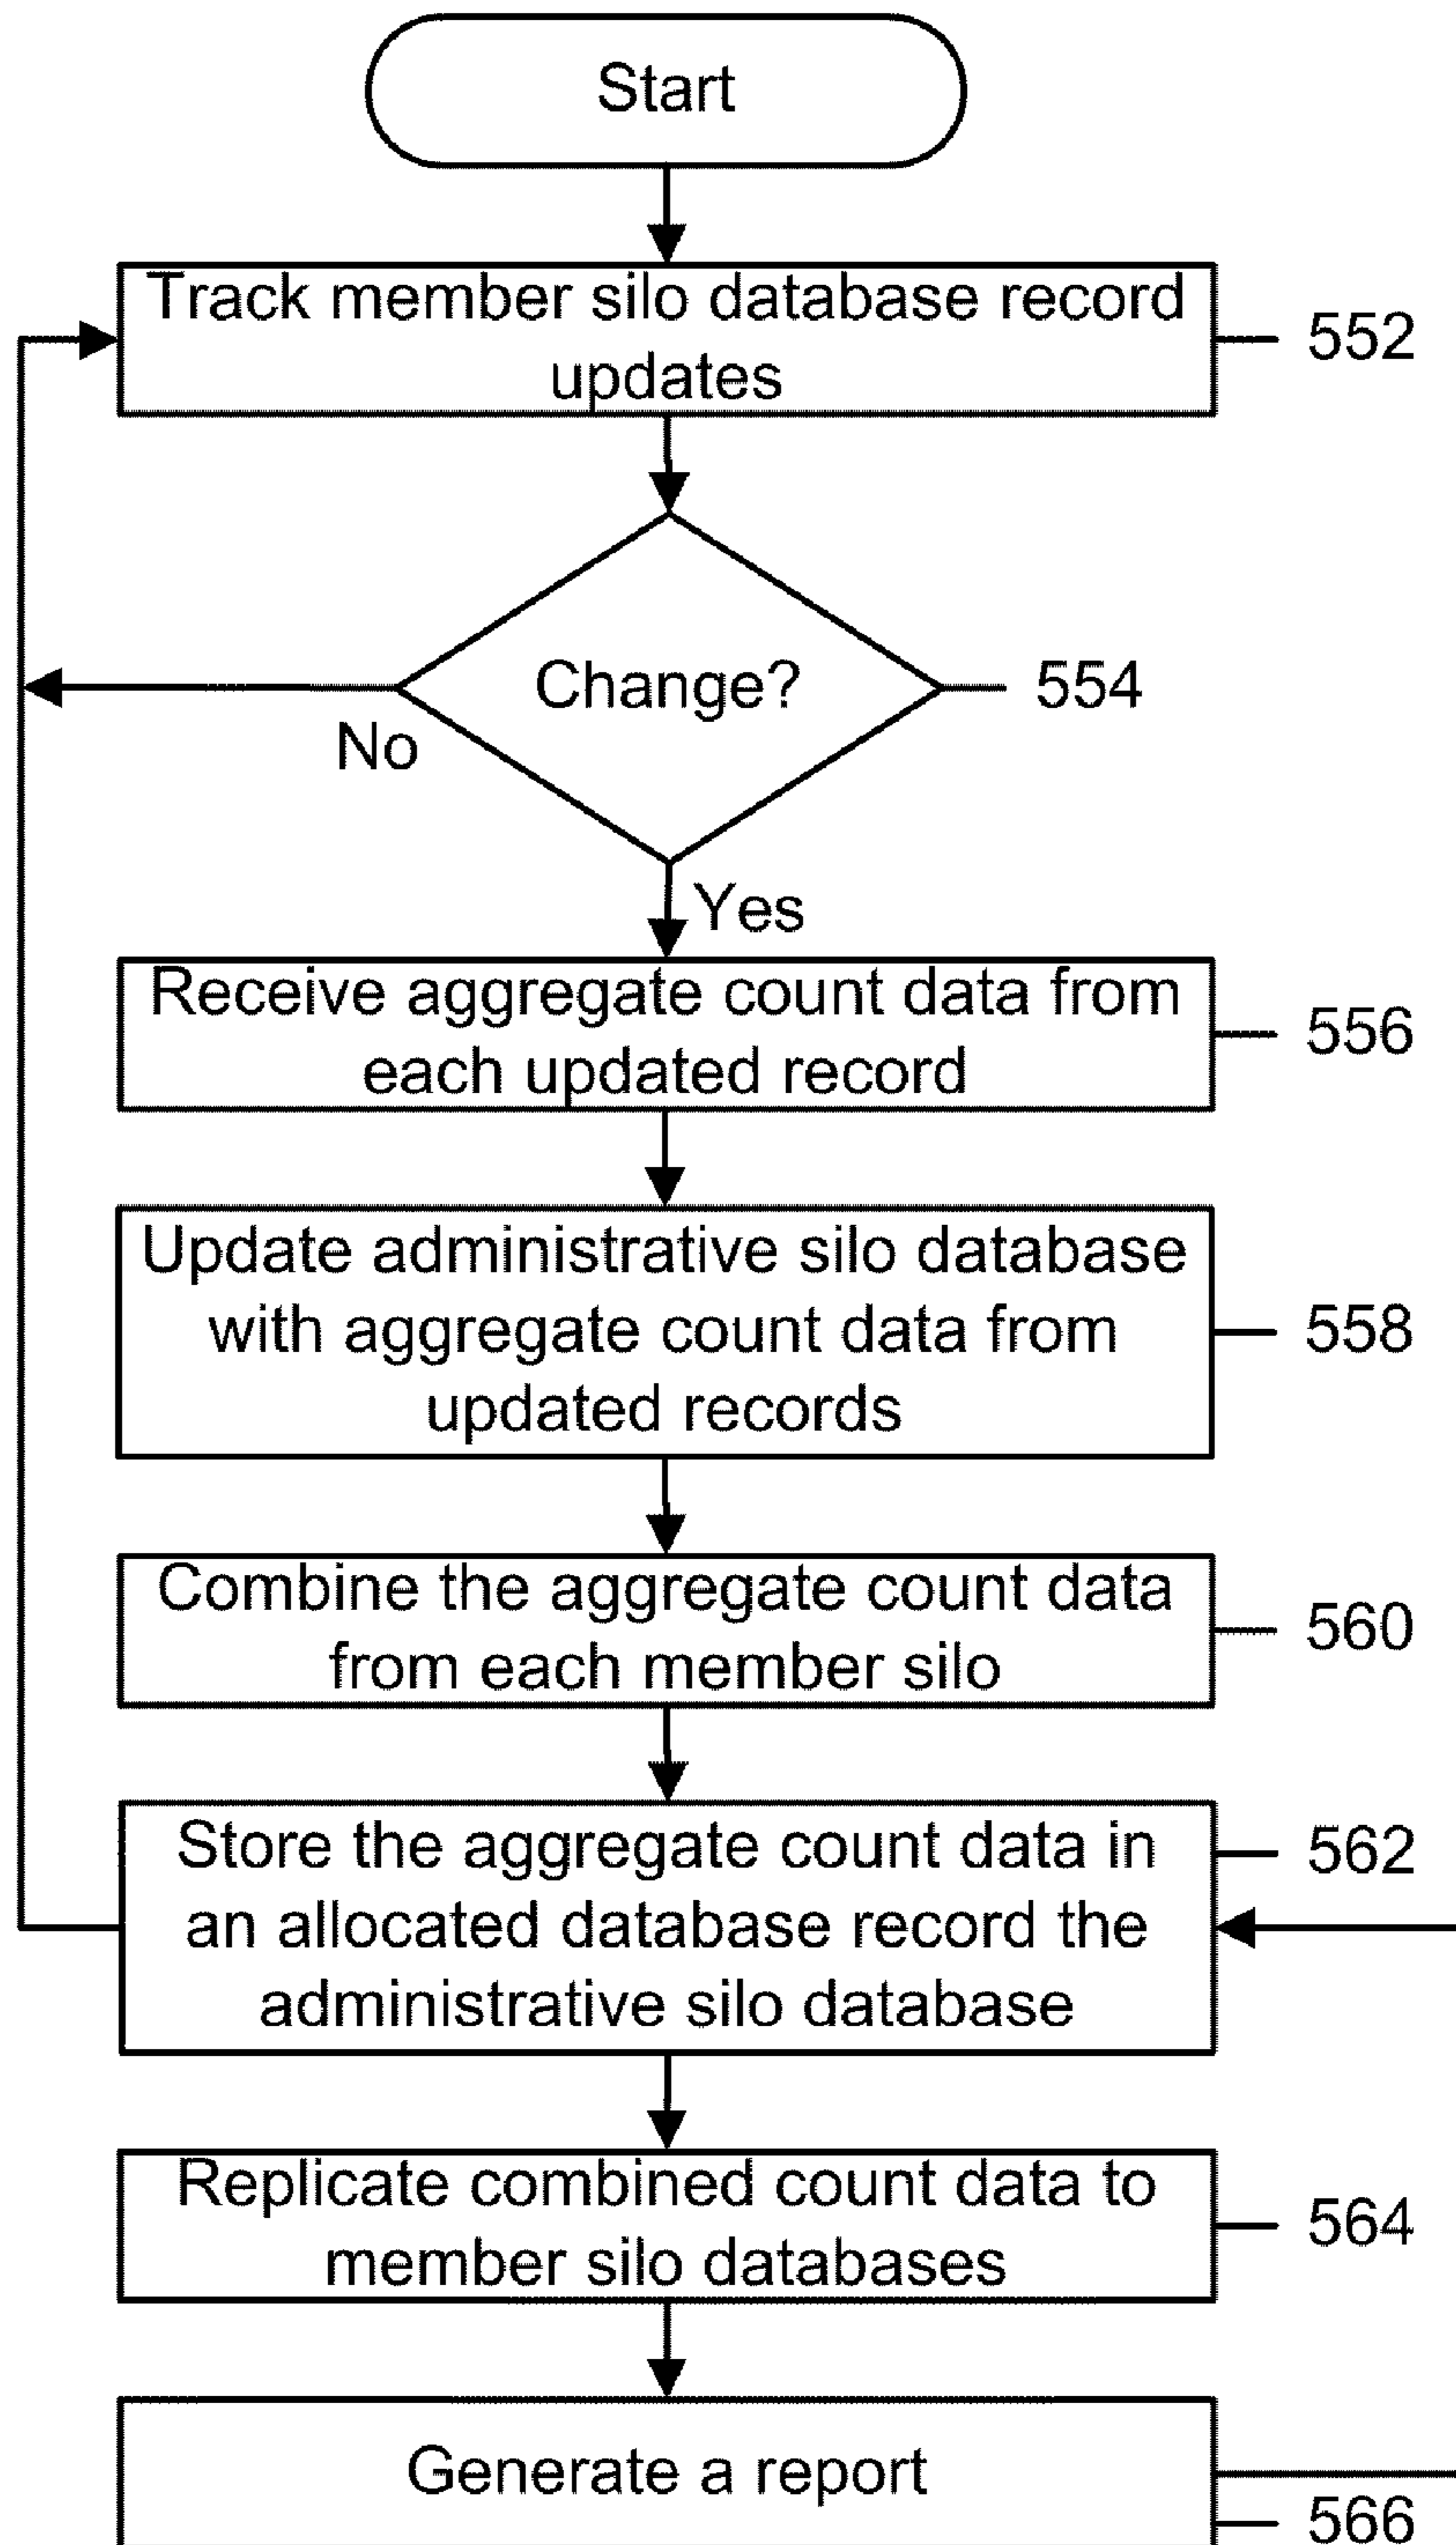 Start
Track member silo database record
updates
552
Change?
554
No
Yes
Receive aggregate count data from
each updated record
556
Update administrative silo database
with aggregate count data from
updated records
558
Combine the aggregate count data
from each member silo
560
Store the aggregate count data in
an allocated database record the
administrative silo database
562
Replicate combined count data to
member silo databases
564
Generate a report
566